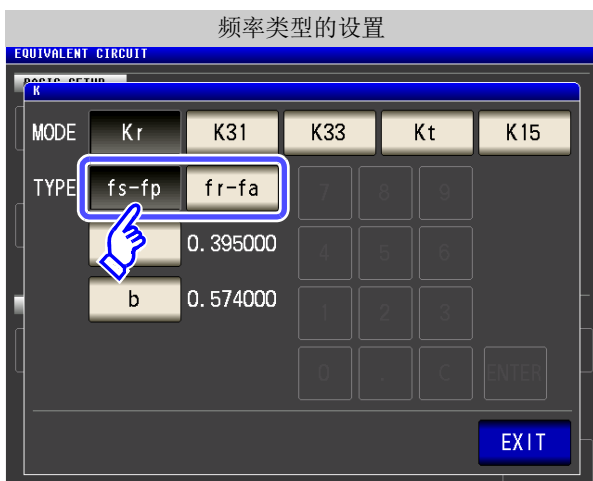 频率类型的设置
EQUIVALENT CIRCUIT
BASIC SETUP
K
MODE Kr K31 K33 Kt K15
TYPE fs-fp fr-fa 7 8 9
0.395000 4 5 6
b 0.574000 1 2 3
0 . C ENTER
EXIT